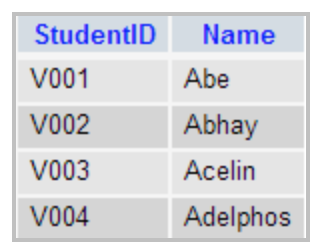 StudentID Name
V001 Abe
V002 Abhay
V003 Acelin
V004 Adelphos